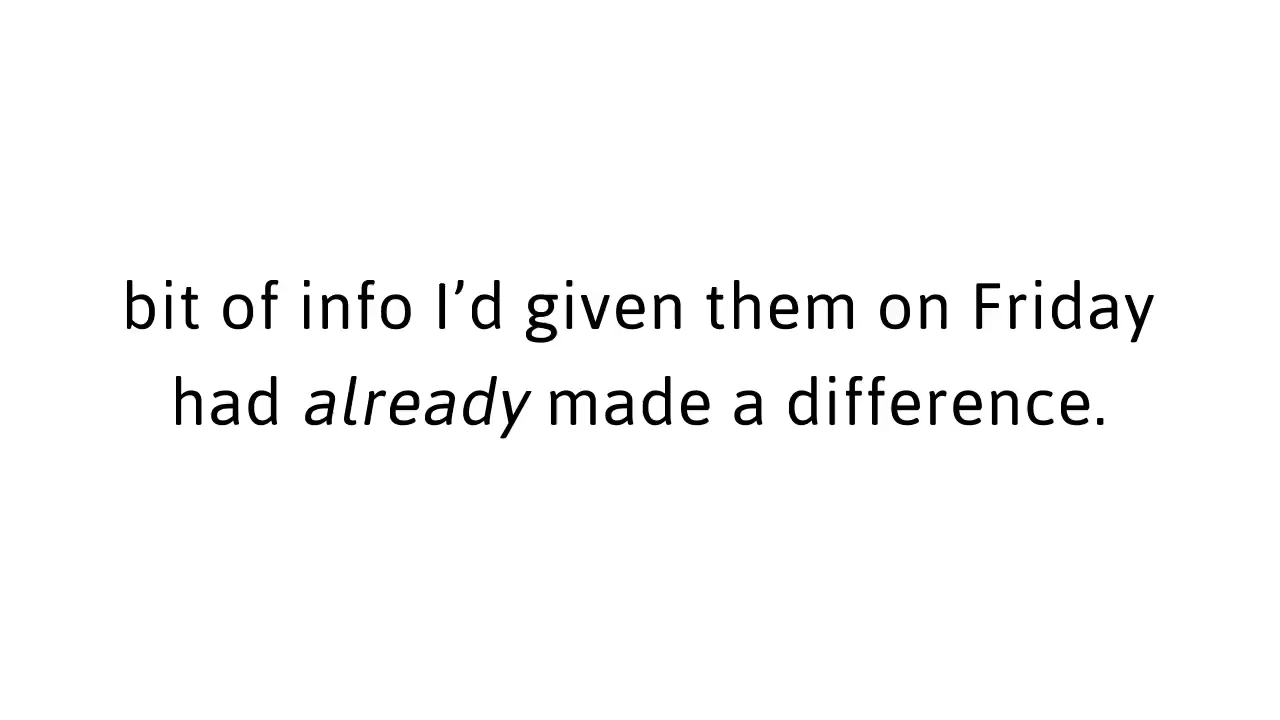 bit of info I’d given them on Friday
had already made a difference.